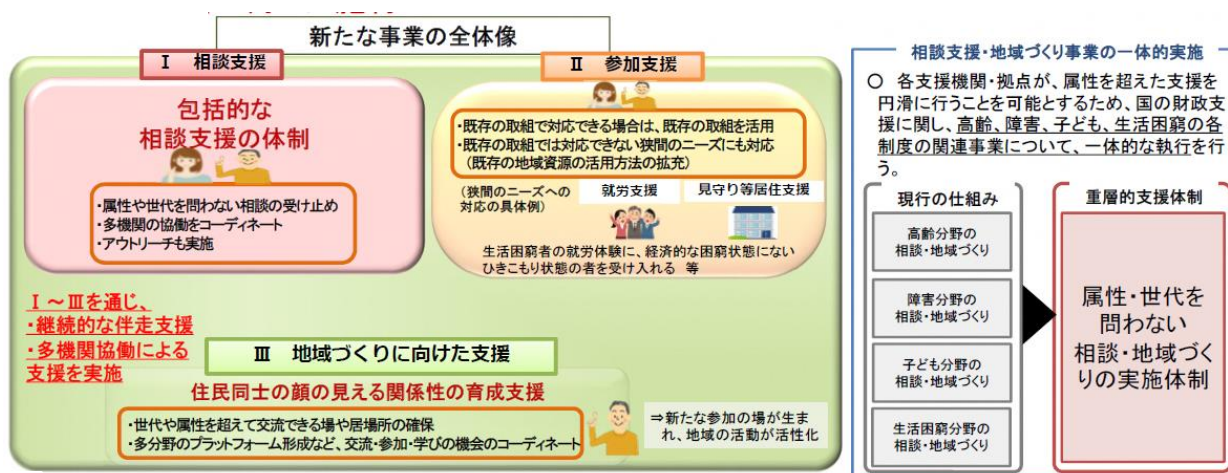 新たな事業の全体像
Ⅰ 相談支援
包括的な
相談支援の体制
・属性や世代を問わない相談の受け止め
・多機関の協働をコーディネート
・アウトリーチも実施
Ⅱ 参加支援
・既存の取組で対応できる場合は、既存の取組を活用
・既存の取組では対応できない狭間のニーズにも対応
(既存の地域資源の活用方法の拡充)
(狭間のニーズへの
対応の具体例)
就労支援
見守り等居住支援
生活困窮者の就労体験に、経済的な困窮状態にない
ひきこもり状態の者を受け入れる 等
Ⅰ～Ⅲを通じ、
・継続的な伴走支援
・多機関協働による
支援を実施
Ⅲ 地域づくりに向けた支援
住民同士の顔の見える関係性の育成支援
・世代や属性を超えて交流できる場や居場所の確保
・多分野のプラットフォーム形成など、交流・参加・学びの機会のコーディネート
⇒新たな参加の場が生ま
れ、地域の活動が活性化
相談支援・地域づくり事業の一体的実施
○ 各支援機関・拠点が、属性を超えた支援を
円滑に行うことを可能とするため、国の財政支
援に関し、高齢、障害、子ども、生活困窮の各
制度の関連事業について、一体的な執行を行
う。
現行の仕組み
高齢分野の
相談・地域づくり
障害分野の
相談・地域づくり
子ども分野の
相談・地域づくり
生活困窮分野の
相談・地域づくり
重層的支援体制
属性・世代を
問わない
相談・地域づく
りの実施体制